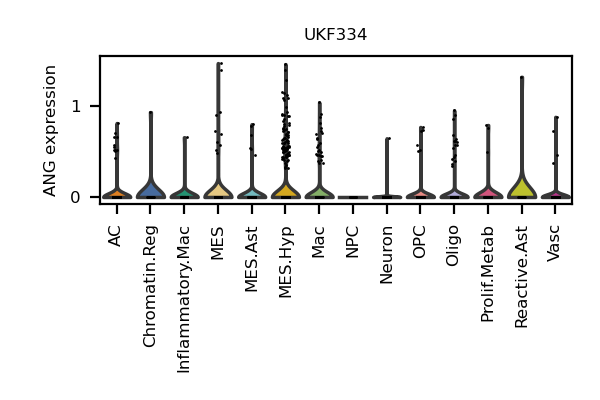 UKF334
ANG expression
1
0
AC
Chromatin.Reg
Inflammatory.Mac
MES
MES.Ast
MES.Hyp
Mac
NPC
Neuron
OPC
Oligo
Prolif.Metab
Reactive.Ast
Vasc